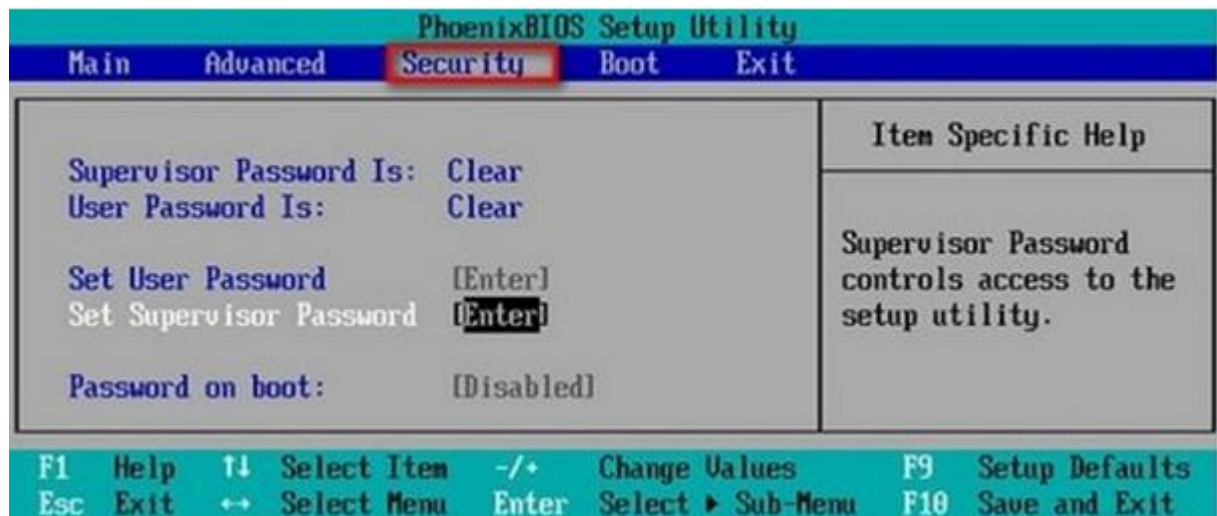 PhoenixBIOS Setup Utility
Main Advanced Security Boot Exit
Item Specific Help
Supervisor Password Is: Clear
User Password Is: Clear
Set User Password [Enter]
Set Supervisor Password [Enter]
Password on boot: [Disabled]
Supervisor Password
controls access to the
setup utility.
F1 Help ↑↓ Select Item -/+ Change Values F9 Setup Defaults
Esc Exit ↔ Select Menu Enter Select ▶ Sub-Menu F10 Save and Exit